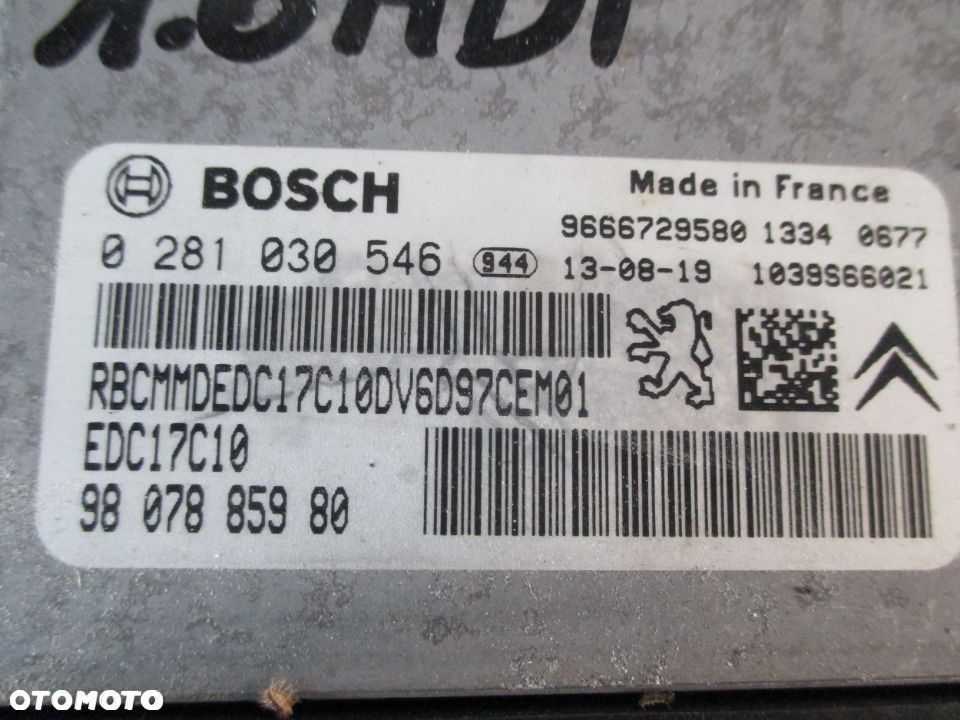 1.6HDI
BOSCH
Made in France
9666729580 1334 0677
0 281 030 546 944 13-08-19 1039S66021
RBCMMDEDC17C10DV6D97CEM01
EDC17C10
98 078 859 80
OTOMOTO